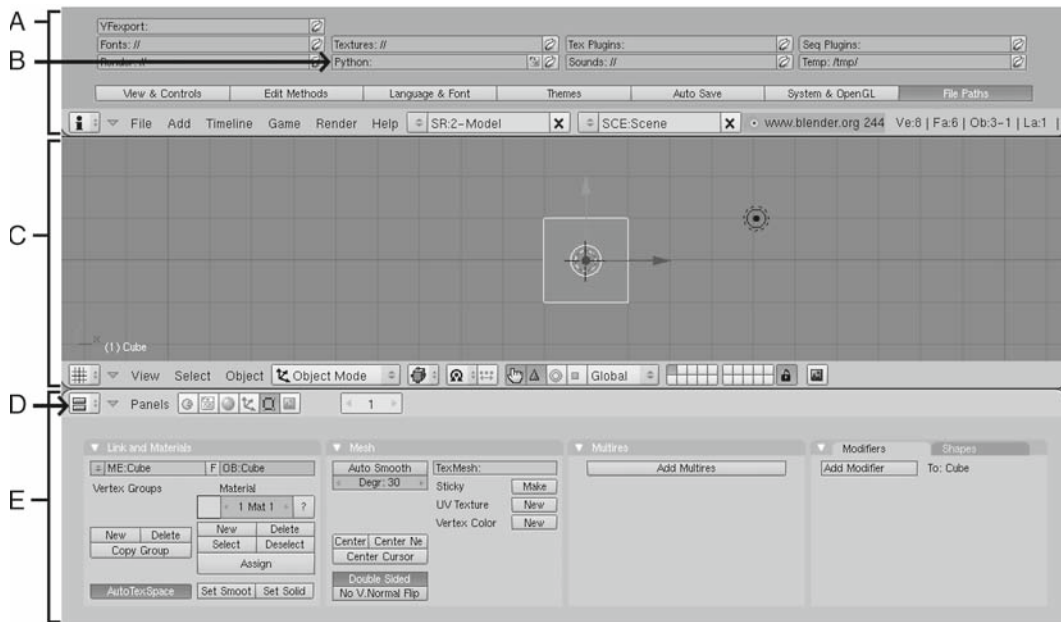 A
VFexport:
Fonts: // Textures: // Tex Plugins: Seq Plugins:
B
Render: // Python: Sounds: // Temp: /tmp/
View & Controls Edit Methods Language & Font Themes Auto Save System & OpenGL File Paths
File Add Timeline Game Render Help SR:2-Model X SCE:Scene X www.blender.org 244 Ve:8 | Fa:6 | Ob:3-1 | La:1 |
C
(1) Cube
View Select Object Object Mode Global
D
Panels 1
Link and Materials Mesh Multires Modifiers Shapes
ME:Cube F OB:Cube Auto Smooth TexMesh: Add Multires Add Modifier To: Cube
Degr: 30
Vertex Groups Material Sticky Make
E
1 Mat 1 ? UV Texture New
Vertex Color New
New Delete New Delete
Copy Group Select Deselect Center Center Ne
Assign Center Cursor
Double Sided
AutoTexSpace Set Smoot Set Solid No V.Normal Flip